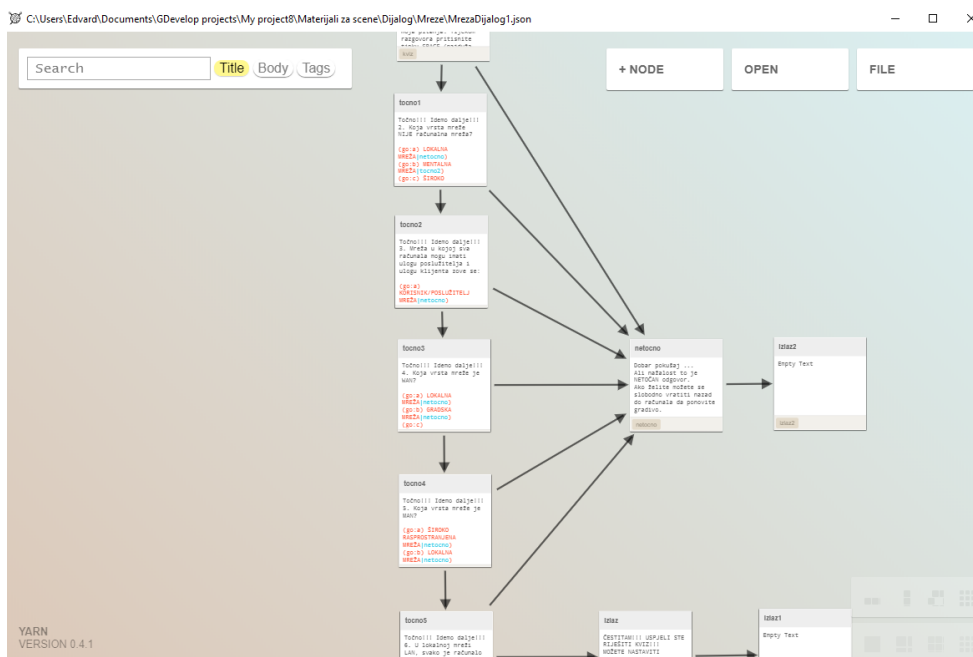 C:\Users\Edvard\Documents\GDevelop projects\My project8\Materijali za scene\Dijalog\Mreze\MrezaDijalog1.json
Search
Title
Body
Tags
+ NODE
OPEN
FILE
razgovora pritisnite
tocno1
Točno!!! Idemo dalje!!!
2. Koja vrsta mreže
NIJE računalna mreža?
(go:a) LOKALNA
MREŽA|netocno)
(go:b) MENTALNA
MREŽA|tocno2)
(go:c) ŠIROKO
tocno2
Točno!!! Idemo dalje!!!
3. Mreža u kojoj sva
računala mogu imati
ulogu poslužitelja i
ulogu klijenta zove se:
(go:a)
KORISNIK/POSLUŽITELJ
MREŽA|netocno)
tocno3
Točno!!! Idemo dalje!!!
4. Koja vrsta mreže je
WAN?
(go:a) LOKALNA
MREŽA|netocno)
(go:b) GRADSKA
MREŽA|netocno)
(go:c)
netocno
Dobar pokušaj ...
Ali nažalost to je
NETOČAN odgovor.
Ako želite možete se
slobodno vratiti nazad
do računala da ponovite
gradivo.
netocno
izlaz2
Empty Text
izlaz2
tocno4
Točno!!! Idemo dalje!!!
(go:a) ŠIROKO
RASPROSTRANJENA
MREŽA|netocno)
(go:b) LOKALNA
MREŽA|netocno)
tocno5
Točno!!! Idemo dalje!!!
6. U lokalnoj mreži
LAN, svako je računalo
izlaz
ČESTITAM!!! USPJELI STE
RIJEŠITI KVIZ!!!
MOŽETE NASTAVITI
izlaz1
Empty Text
YARN
VERSION 0.4.1